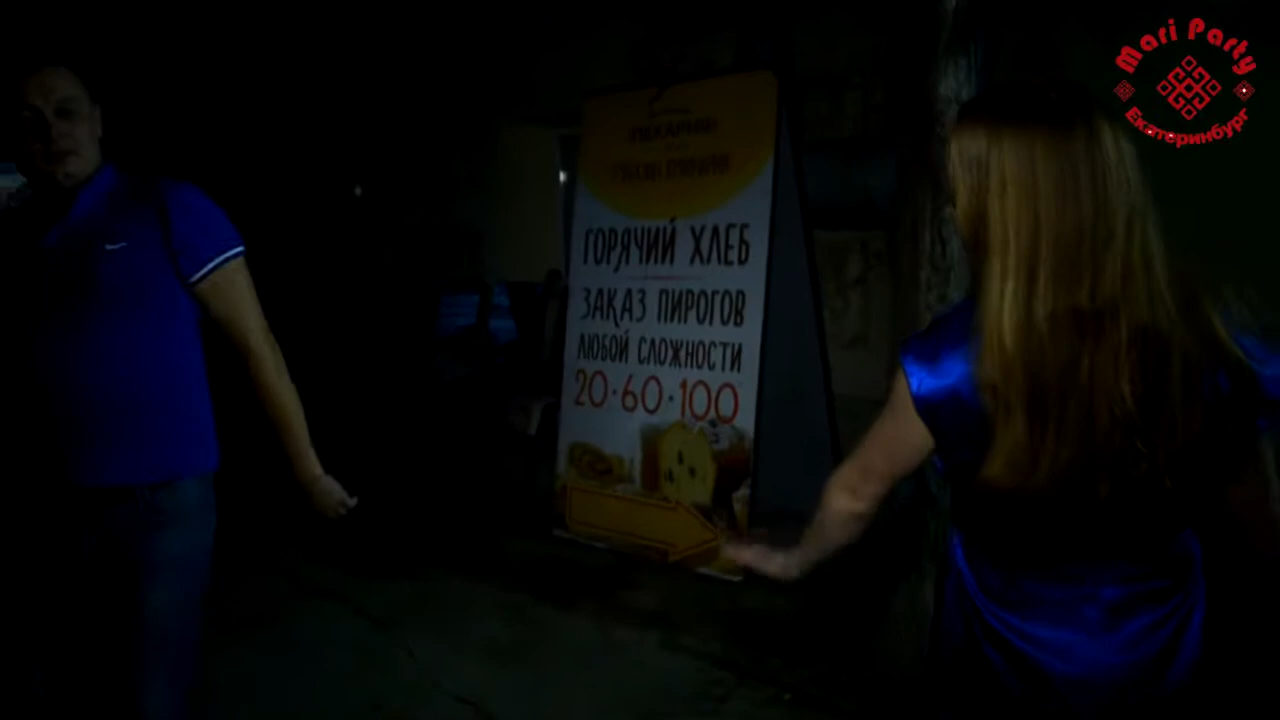 Mari Party
Екатеринбург
ГОРЯЧИЙ ХЛЕБ
ЗАКАЗ ПИРОГОВ
ЛЮБОЙ СЛОЖНОСТИ
20·60·100